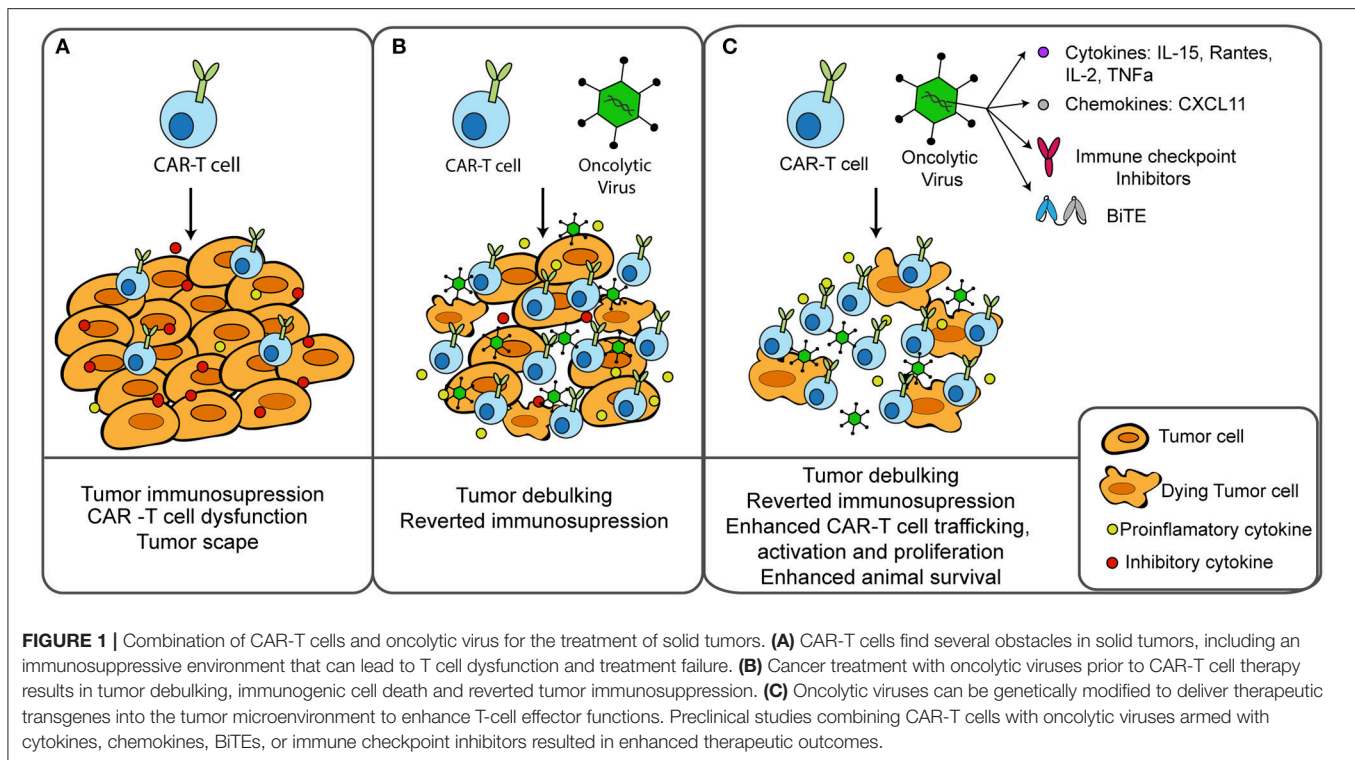 A
CAR-T cell
Tumor immunosupression
CAR -T cell dysfunction
Tumor scape
B
CAR-T cell
Oncolytic
Virus
Tumor debulking
Reverted immunosupression
C
CAR-T cell
Oncolytic
Virus
Cytokines: IL-15, Rantes,
IL-2, TNFa
Chemokines: CXCL11
Immune checkpoint
Inhibitors
BiTE
Tumor debulking
Reverted immunosupression
Enhanced CAR-T cell trafficking,
activation and proliferation
Enhanced animal survival
Tumor cell
Dying Tumor cell
Proinflamatory cytokine
Inhibitory cytokine
FIGURE 1 | Combination of CAR-T cells and oncolytic virus for the treatment of solid tumors. (A) CAR-T cells find several obstacles in solid tumors, including an
immunosuppressive environment that can lead to T cell dysfunction and treatment failure. (B) Cancer treatment with oncolytic viruses prior to CAR-T cell therapy
results in tumor debulking, immunogenic cell death and reverted tumor immunosuppression. (C) Oncolytic viruses can be genetically modified to deliver therapeutic
transgenes into the tumor microenvironment to enhance T-cell effector functions. Preclinical studies combining CAR-T cells with oncolytic viruses armed with
cytokines, chemokines, BiTEs, or immune checkpoint inhibitors resulted in enhanced therapeutic outcomes.